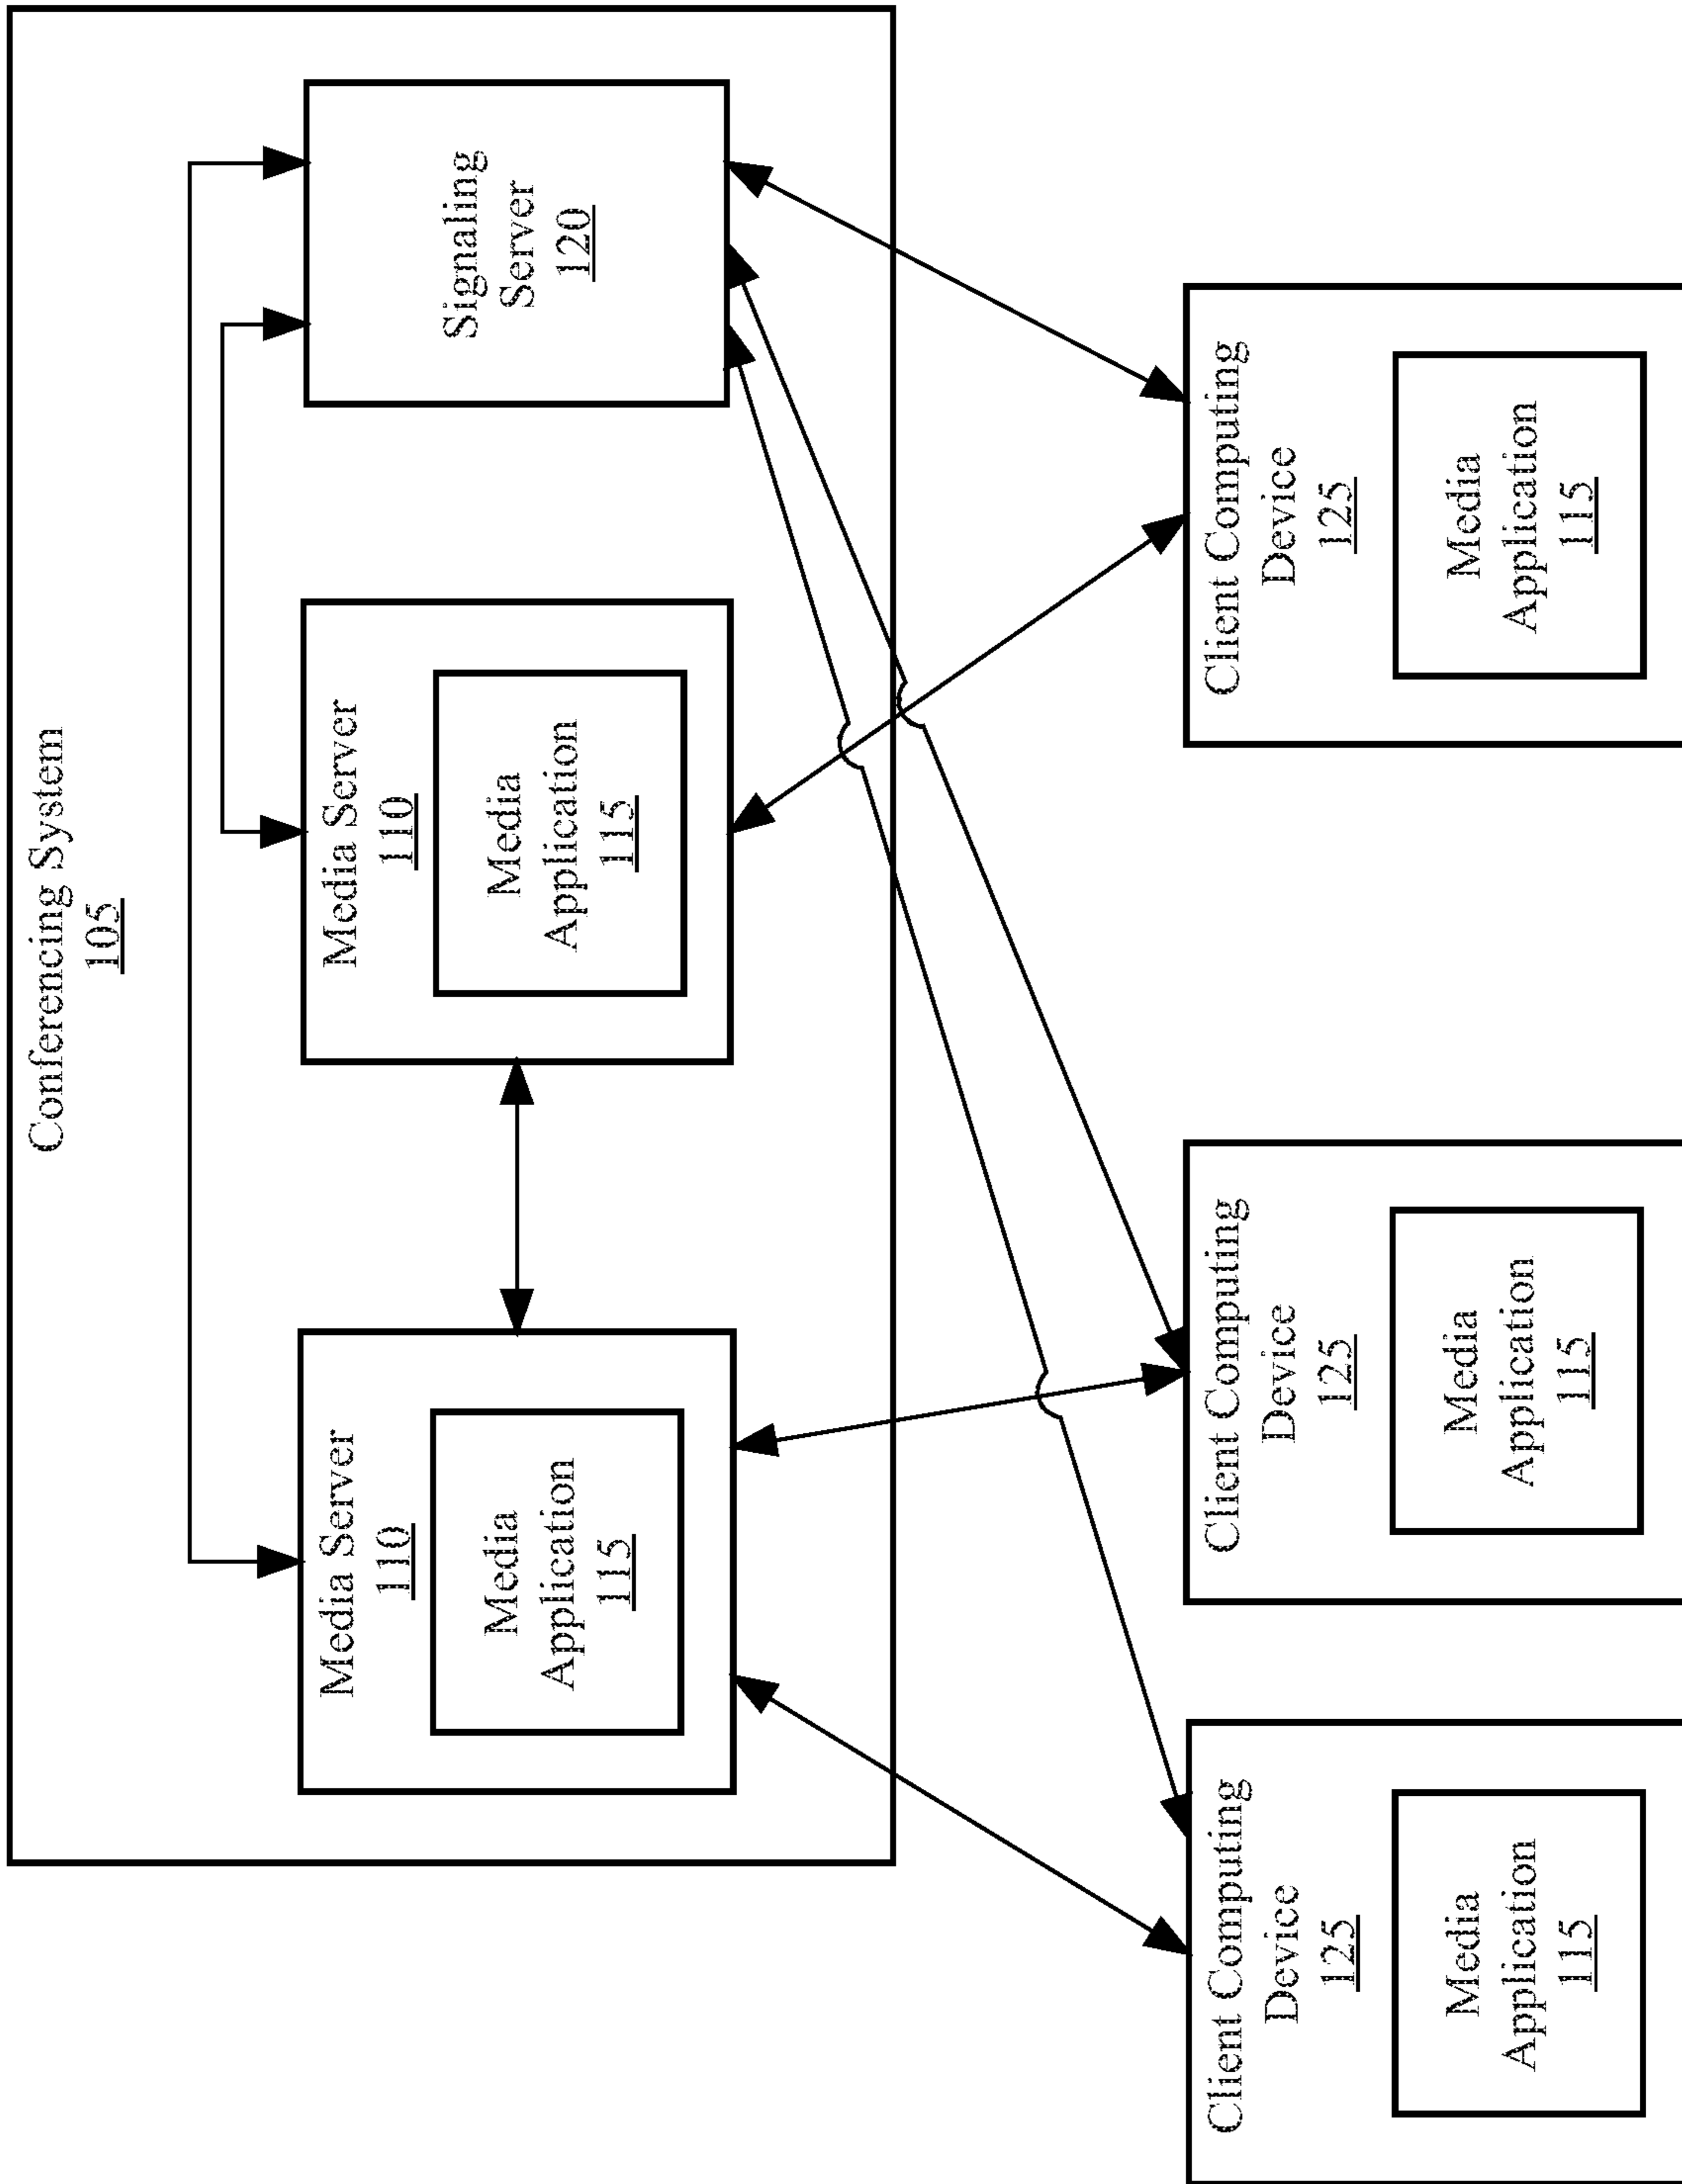 Conferencing System
105
Media Server
110
Media
Application
115
Media Server
110
Media
Application
115
Signaling
Server
120
Client Computing
Device
125
Media
Application
115
Client Computing
Device
125
Media
Application
115
Client Computing
Device
125
Media
Application
115